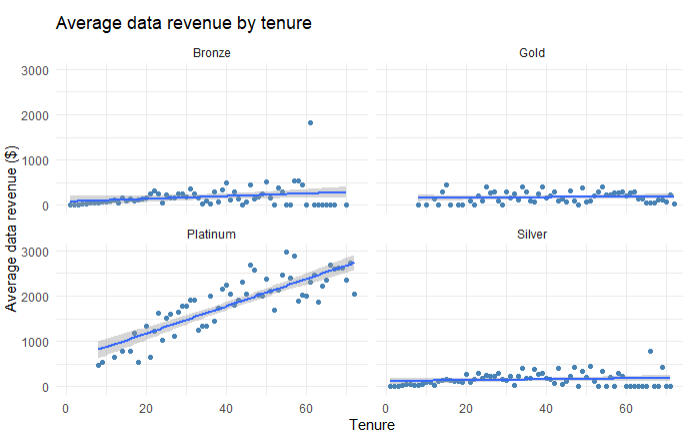 Average data revenue by tenure
Bronze
Gold
3000
2000
1000
0
Platinum
Silver
3000
2000
1000
0
0
20
40
60
0
20
40
60
Tenure
Average data revenue ($)